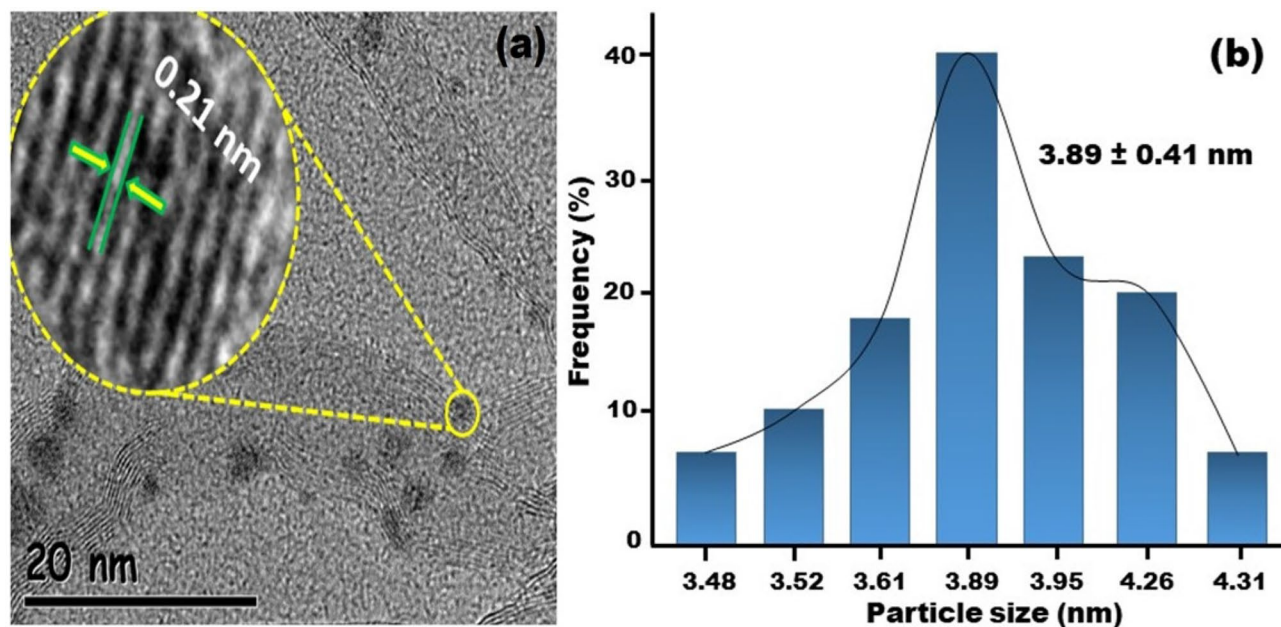 (a)
0.21 nm
20 nm
(b)
3.89 ± 0.41 nm
Frequency (%)
40
30
20
10
0
3.48 3.52 3.61 3.89 3.95 4.26 4.31
Particle size (nm)